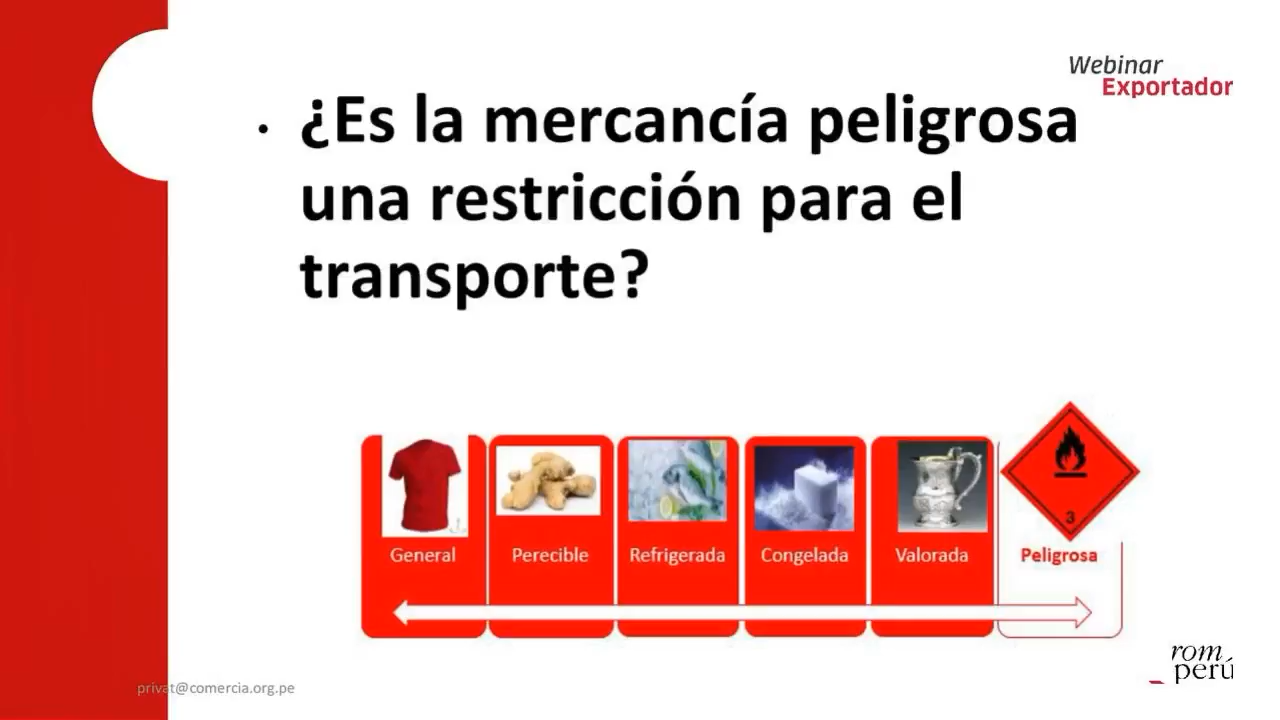 Webinar
Exportador
• ¿Es la mercancía peligrosa
una restricción para el
transporte?
3
General
Perecible
Refrigerada
Congelada
Valorada
Peligrosa
rom
perú
privat@comercia.org.pe